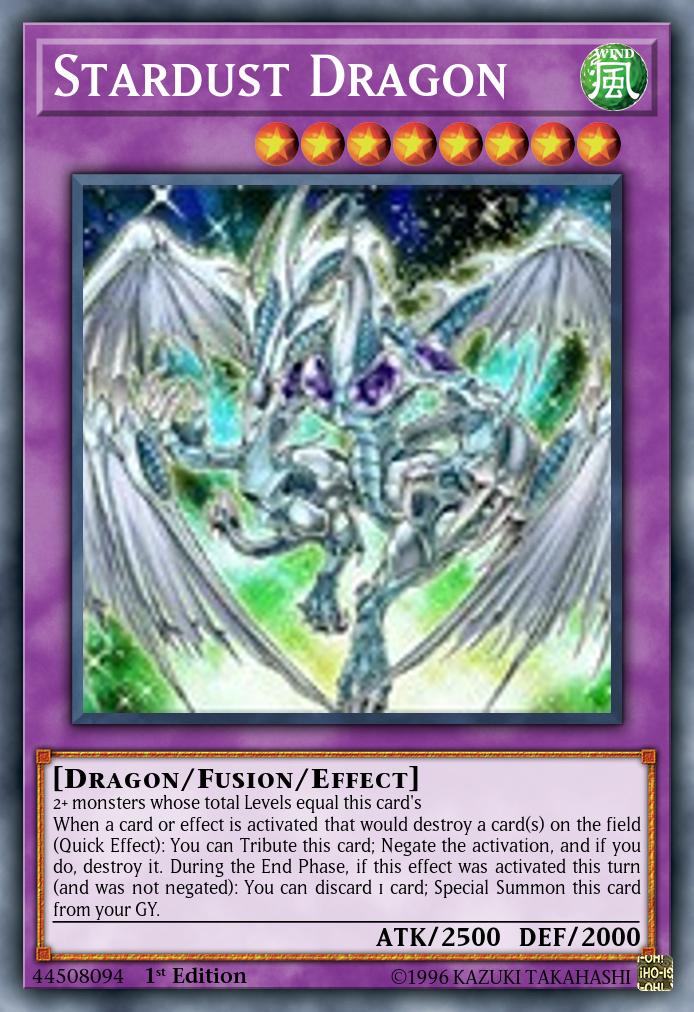 Stardust Dragon
WIND
風
[Dragon/Fusion/Effect]
2+ monsters whose total Levels equal this card's
When a card or effect is activated that would destroy a card(s) on the field
(Quick Effect): You can Tribute this card; Negate the activation, and if you
do, destroy it. During the End Phase, if this effect was activated this turn
(and was not negated): You can discard 1 card; Special Summon this card
from your GY.
ATK/2500 DEF/2000
44508094 1st Edition ©1996 KAZUKI TAKAHASHI